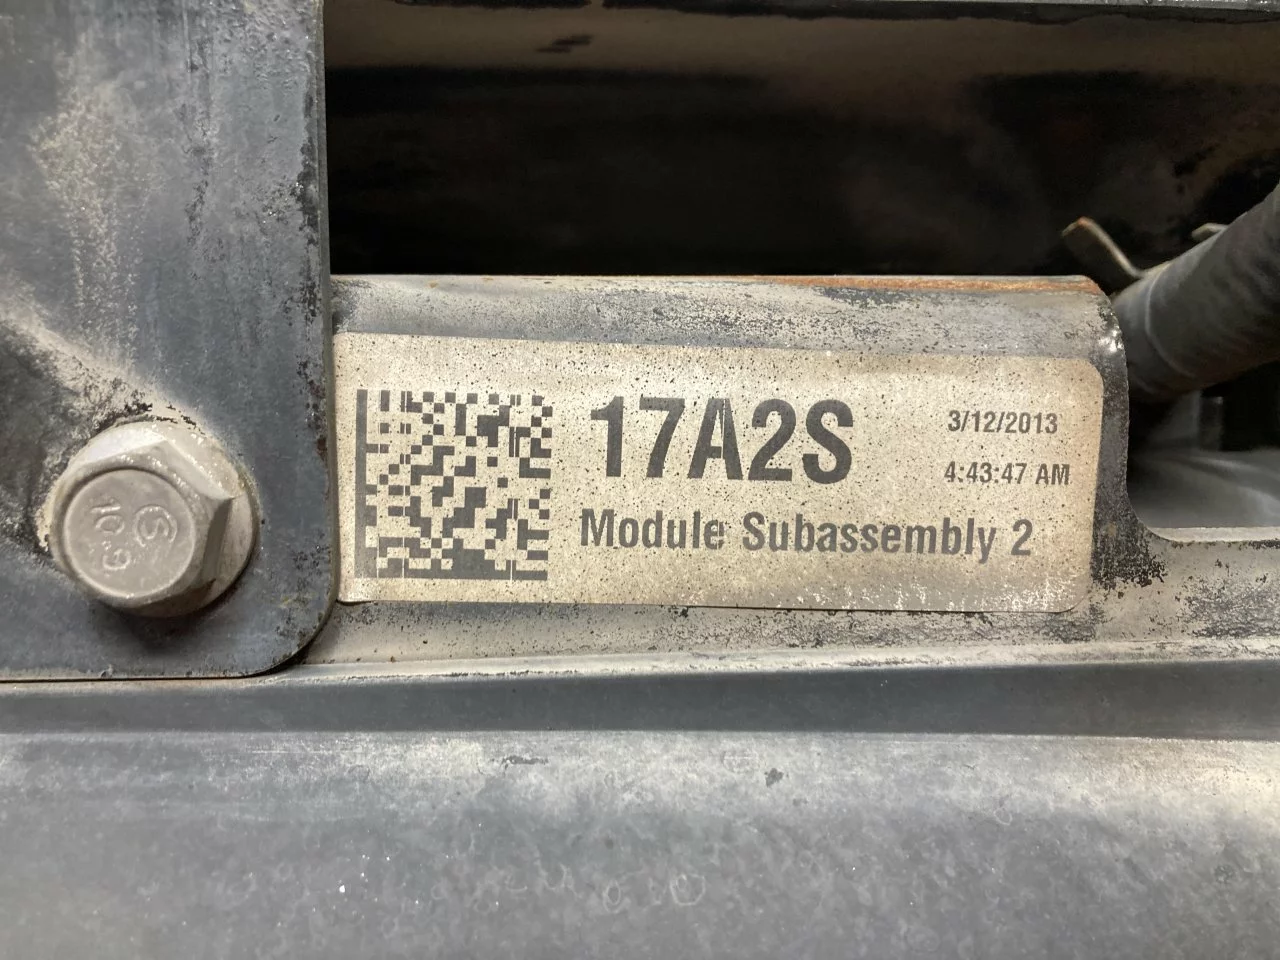 17A2S
3/12/2013
4:43:47 AM
Module Subassembly 2
10.9
S